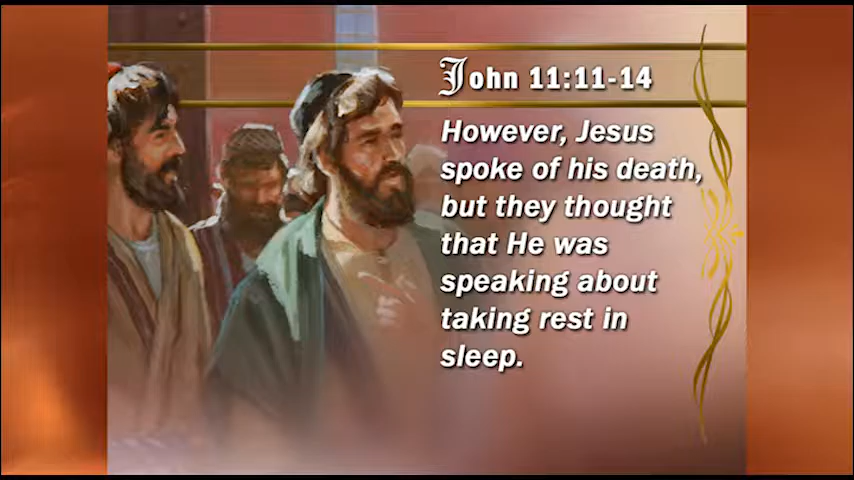 John 11:11-14
However, Jesus
spoke of his death,
but they thought
that He was
speaking about
taking rest in
sleep.